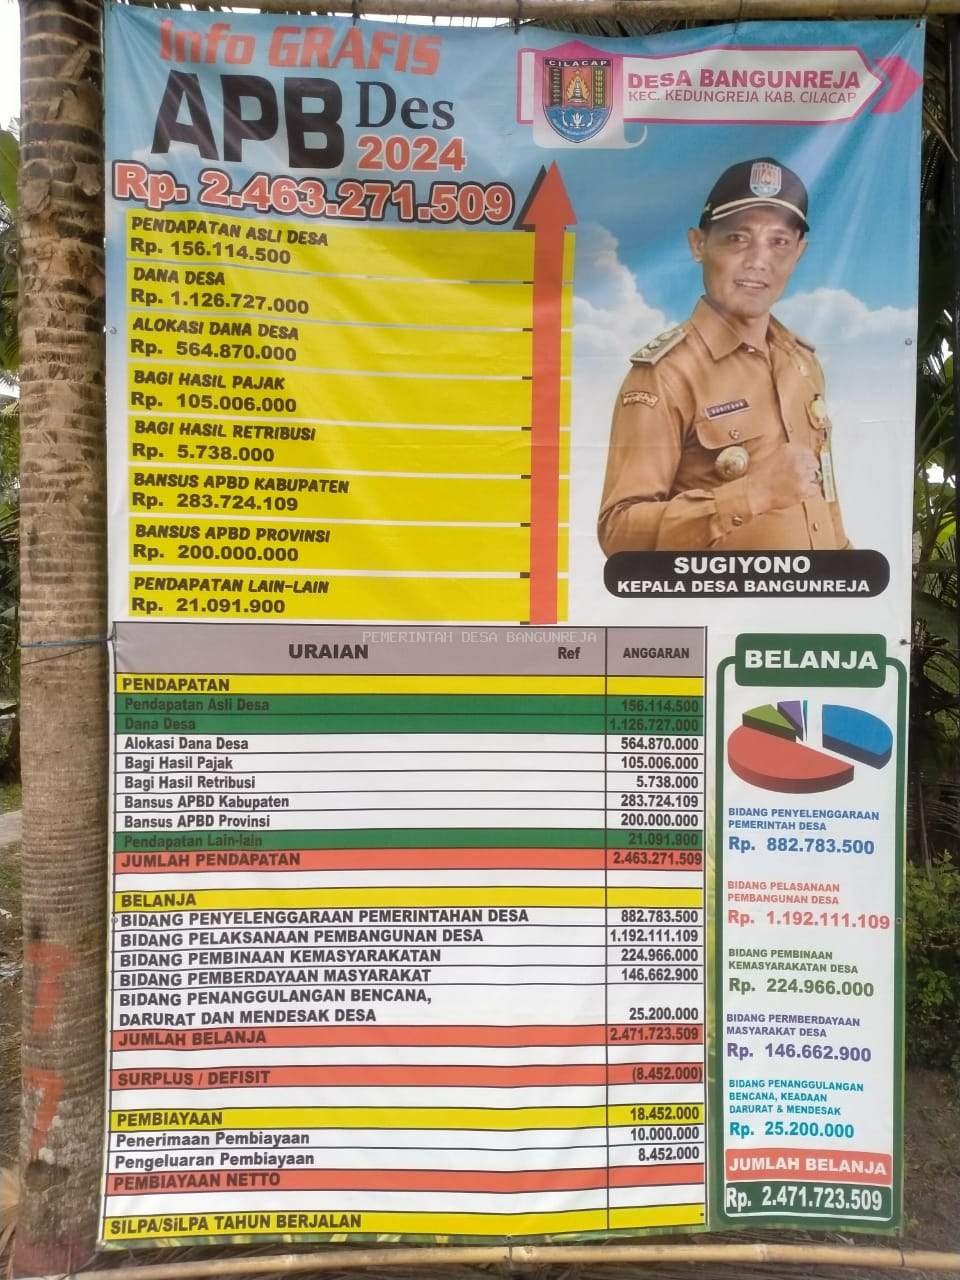 Info GRAFIS
APBDes
2024
Rp. 2.463.271.509
CILACAP
DESA BANGUNREJA
KEC. KEDUNGREJA KAB. CILACAP
PENDAPATAN ASLI DESA
Rp. 156.114.500
DANA DESA
Rp. 1.126.727.000
ALOKASI DANA DESA
Rp. 564.870.000
BAGI HASIL PAJAK
Rp. 105.006.000
BAGI HASIL RETRIBUSI
Rp. 5.738.000
BANSUS APBD KABUPATEN
Rp. 283.724.109
BANSUS APBD PROVINSI
Rp. 200.000.000
PENDAPATAN LAIN-LAIN
Rp. 21.091.900
SUGIYONO
SUGIYONO
KEPALA DESA BANGUNREJA
PEMERINTAH DESA BANGUNREJA
URAIAN Ref ANGGARAN
PENDAPATAN
Pendapatan Asli Desa 156.114.500
Dana Desa 1.126.727.000
Alokasi Dana Desa 564.870.000
Bagi Hasil Pajak 105.006.000
Bagi Hasil Retribusi 5.738.000
Bansus APBD Kabupaten 283.724.109
Bansus APBD Provinsi 200.000.000
Pendapatan Lain-lain 21.091.900
JUMLAH PENDAPATAN 2.463.271.509
BELANJA
BIDANG PENYELENGGARAAN PEMERINTAHAN DESA 882.783.500
BIDANG PELAKSANAAN PEMBANGUNAN DESA 1.192.111.109
BIDANG PEMBINAAN KEMASYARAKATAN 224.966.000
BIDANG PEMBERDAYAAN MASYARAKAT 146.662.900
BIDANG PENANGGULANGAN BENCANA,
DARURAT DAN MENDESAK DESA 25.200.000
JUMLAH BELANJA 2.471.723.509
SURPLUS / DEFISIT (8.452.000)
PEMBIAYAAN 18.452.000
Penerimaan Pembiayaan 10.000.000
Pengeluaran Pembiayaan 8.452.000
PEMBIAYAAN NETTO
SILPA/SiLPA TAHUN BERJALAN
BELANJA
BIDANG PENYELENGGARAAN
PEMERINTAH DESA
Rp. 882.783.500
BIDANG PELASANAAN
PEMBANGUNAN DESA
Rp. 1.192.111.109
BIDANG PEMBINAAN
KEMASYARAKATAN DESA
Rp. 224.966.000
BIDANG PERMBERDAYAAN
MASYARAKAT DESA
Rp. 146.662.900
BIDANG PENANGGULANGAN
BENCANA, KEADAAN
DARURAT & MENDESAK
Rp. 25.200.000
JUMLAH BELANJA
Rp. 2.471.723.509